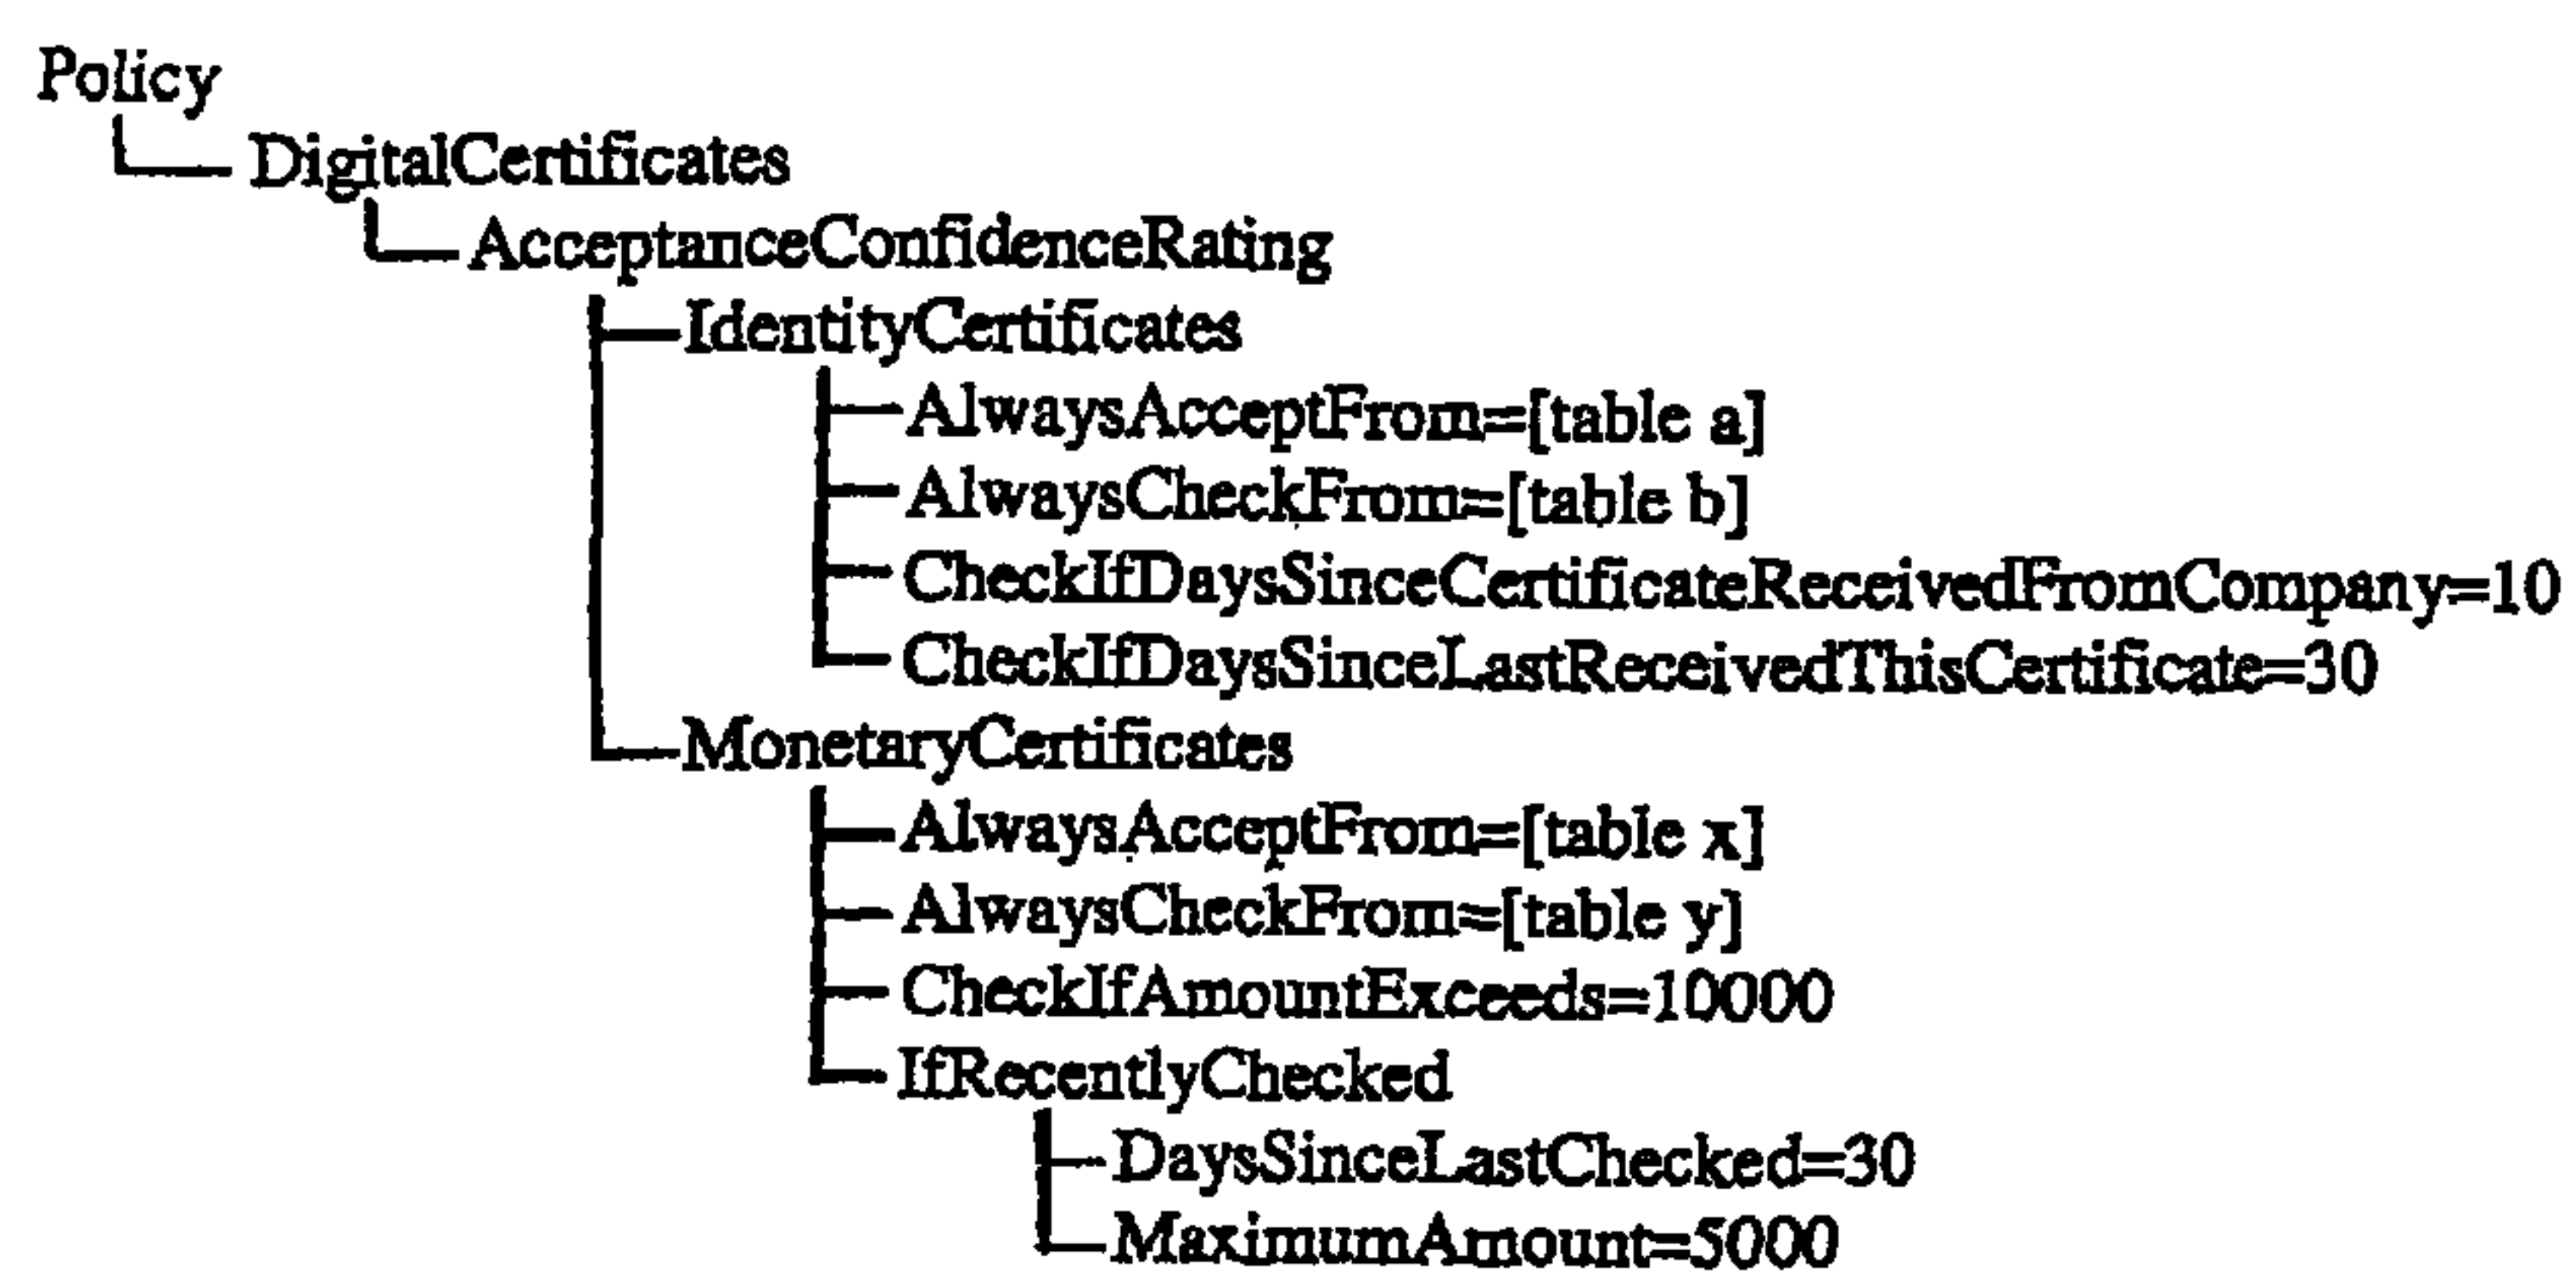 Policy
DigitalCertificates
AcceptanceConfidenceRating
IdentityCertificates
AlwaysAcceptFrom=[table a]
AlwaysCheckFrom=[table b]
CheckIfDaysSinceCertificateReceivedFromCompany=10
CheckIfDaysSinceLastReceivedThisCertificate=30
MonetaryCertificates
AlwaysAcceptFrom=[table x]
AlwaysCheckFrom=[table y]
CheckIfAmountExceeds=10000
IfRecentlyChecked
DaysSinceLastChecked=30
MaximumAmount=5000